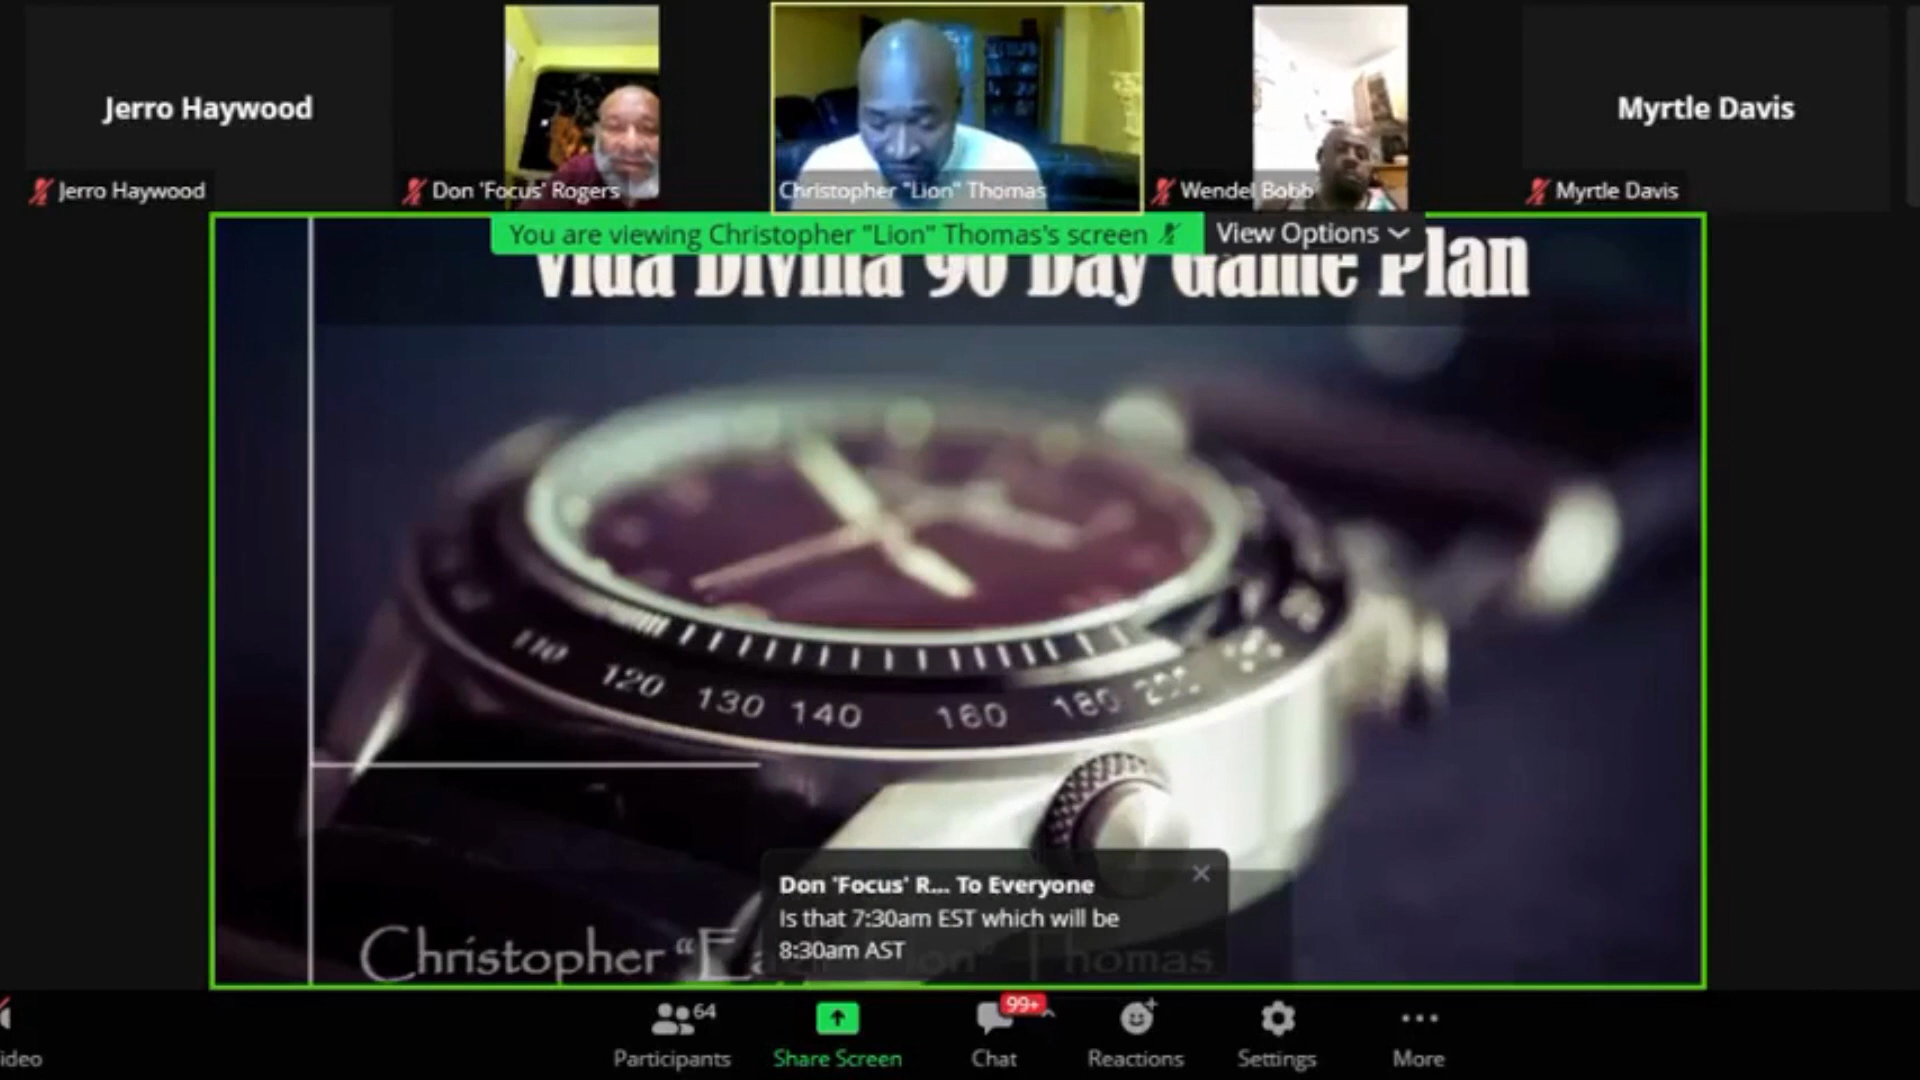 Jerro Haywood
Myrtle Davis
Jerro Haywood
Don 'Focus' Rogers
Christopher "Lion" Thomas
Wendel Bobb
Myrtle Davis
You are viewing Christopher "Lion" Thomas's screen
View Options
Vida Divina 90 Day Game Plan
110
120
130
140
160
180
200
Don 'Focus' R... To Everyone
Is that 7:30am EST which will be
8:30am AST
Christopher Thomas
ideo
64
Participants
Share Screen
99+
Chat
Reactions
Settings
More